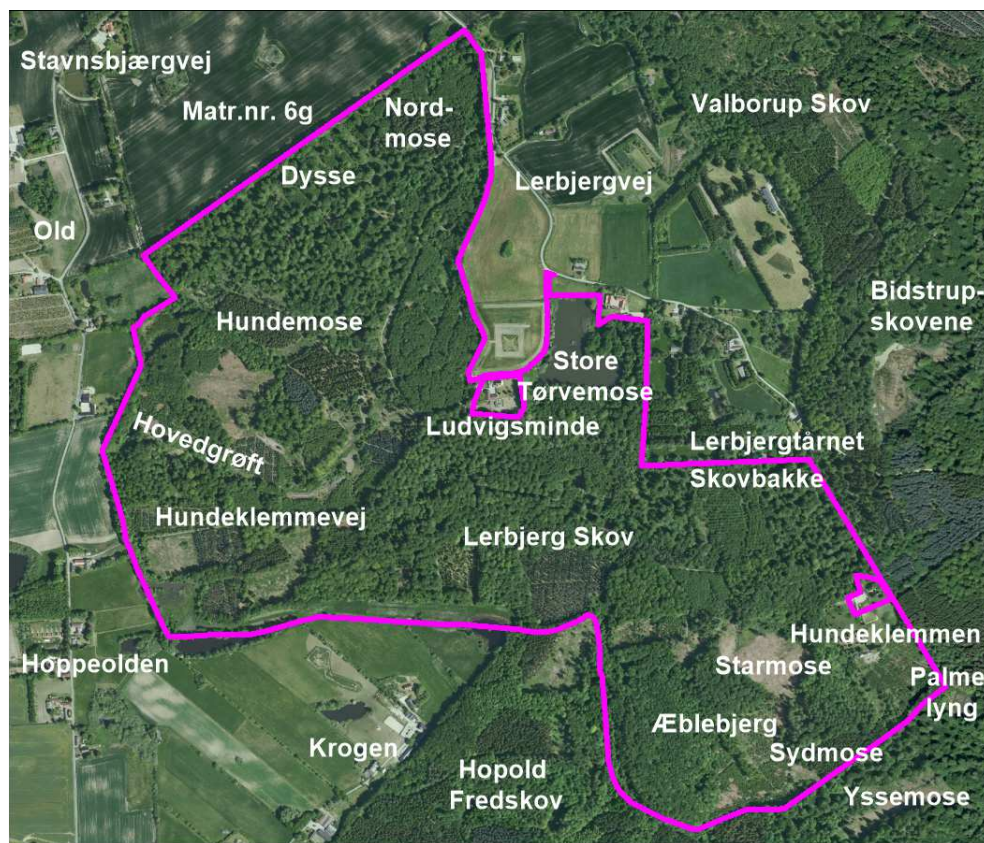 Stavnsbjærgvej
Matr.nr. 6g
Nord-
mose
Valborup Skov
Dysse
Lerbjergvej
Old
Bidstrup-
skovene
Hundemose
Store
Tørvemose
Ludvigsminde
Hovedgrøft
Lerbjergtårnet
Skovbakke
Hundeklemmevej
Lerbjerg Skov
Hundeklemmen
Hoppeolden
Starmose
Palme
lyng
Æblebjerg
Krogen
Sydmose
Hopold
Fredskov
Yssemose